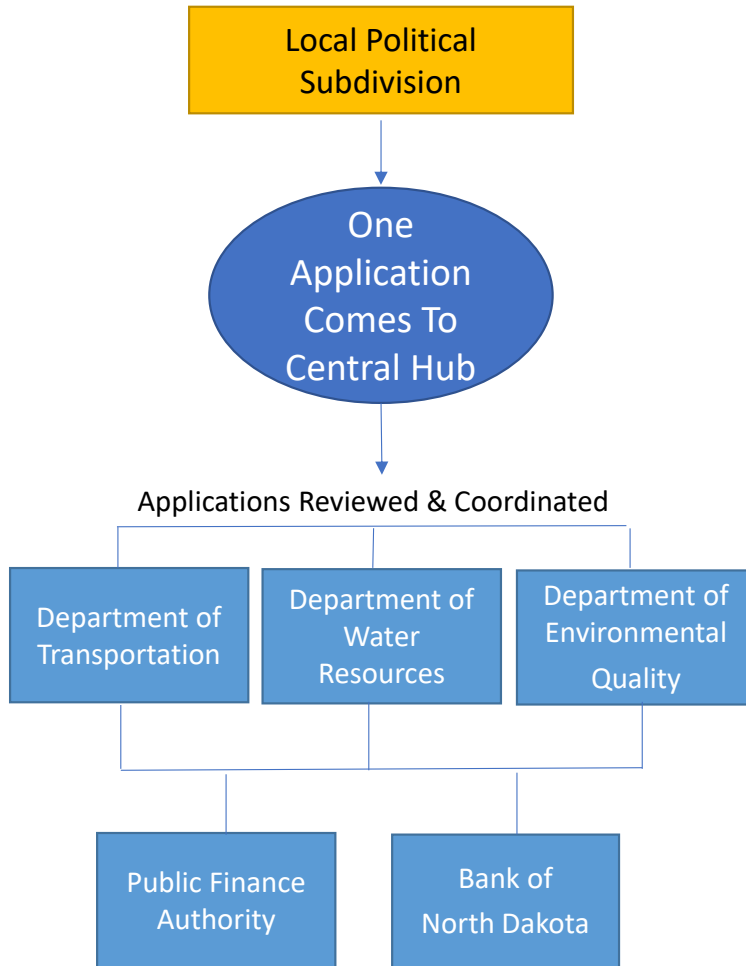 Local Political
Subdivision
One
Application
Comes To
Central Hub
Applications Reviewed & Coordinated
Department of
Transportation
Department of
Water
Resources
Department of
Environmental
Quality
Public Finance
Authority
Bank of
North Dakota